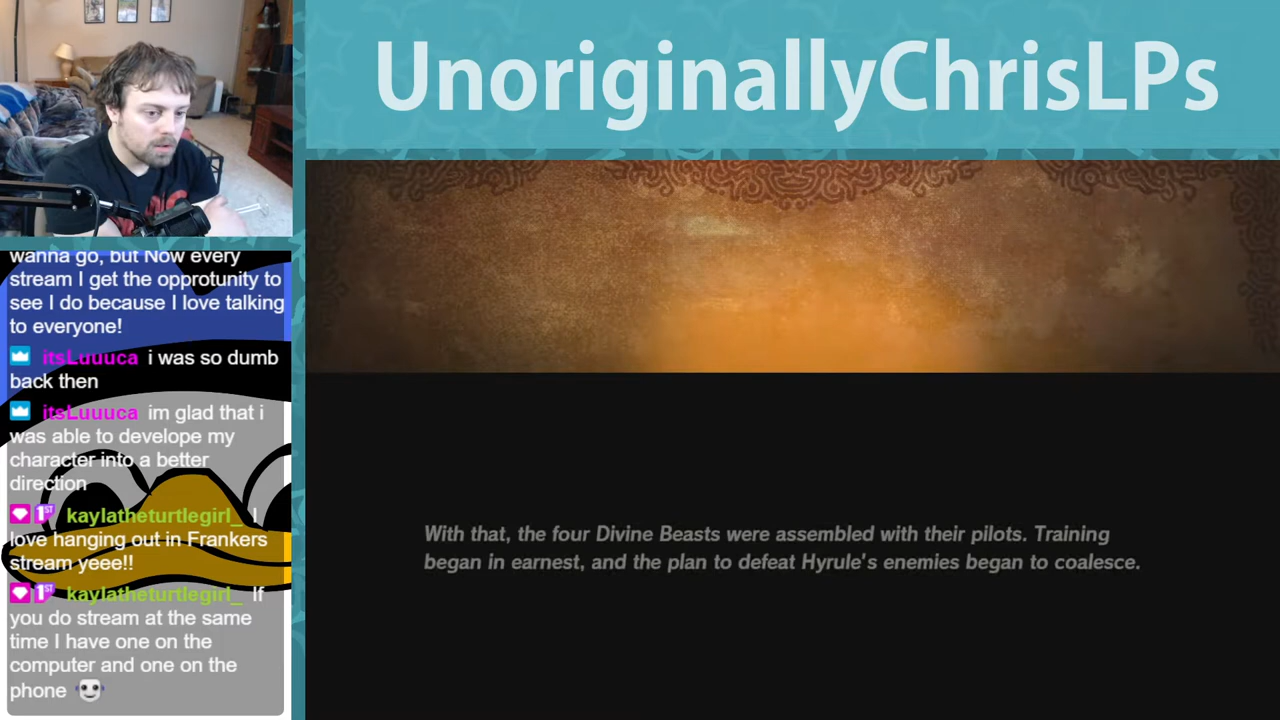 UnoriginallyChrisLPs
wanna go, but Now every
stream I get the opprotunity to
see I do because I love talking
to everyone!
itsLuuuca i was so dumb
back then
itsLuuuca im glad that i
was able to develope my
character into a better
direction
1ST kaylatheturtlegirl_ I
love hanging out in Frankers
stream yeee!!
1ST kaylatheturtlegirl_ If
you do stream at the same
time I have one on the
computer and one on the
phone
With that, the four Divine Beasts were assembled with their pilots. Training
began in earnest, and the plan to defeat Hyrule's enemies began to coalesce.